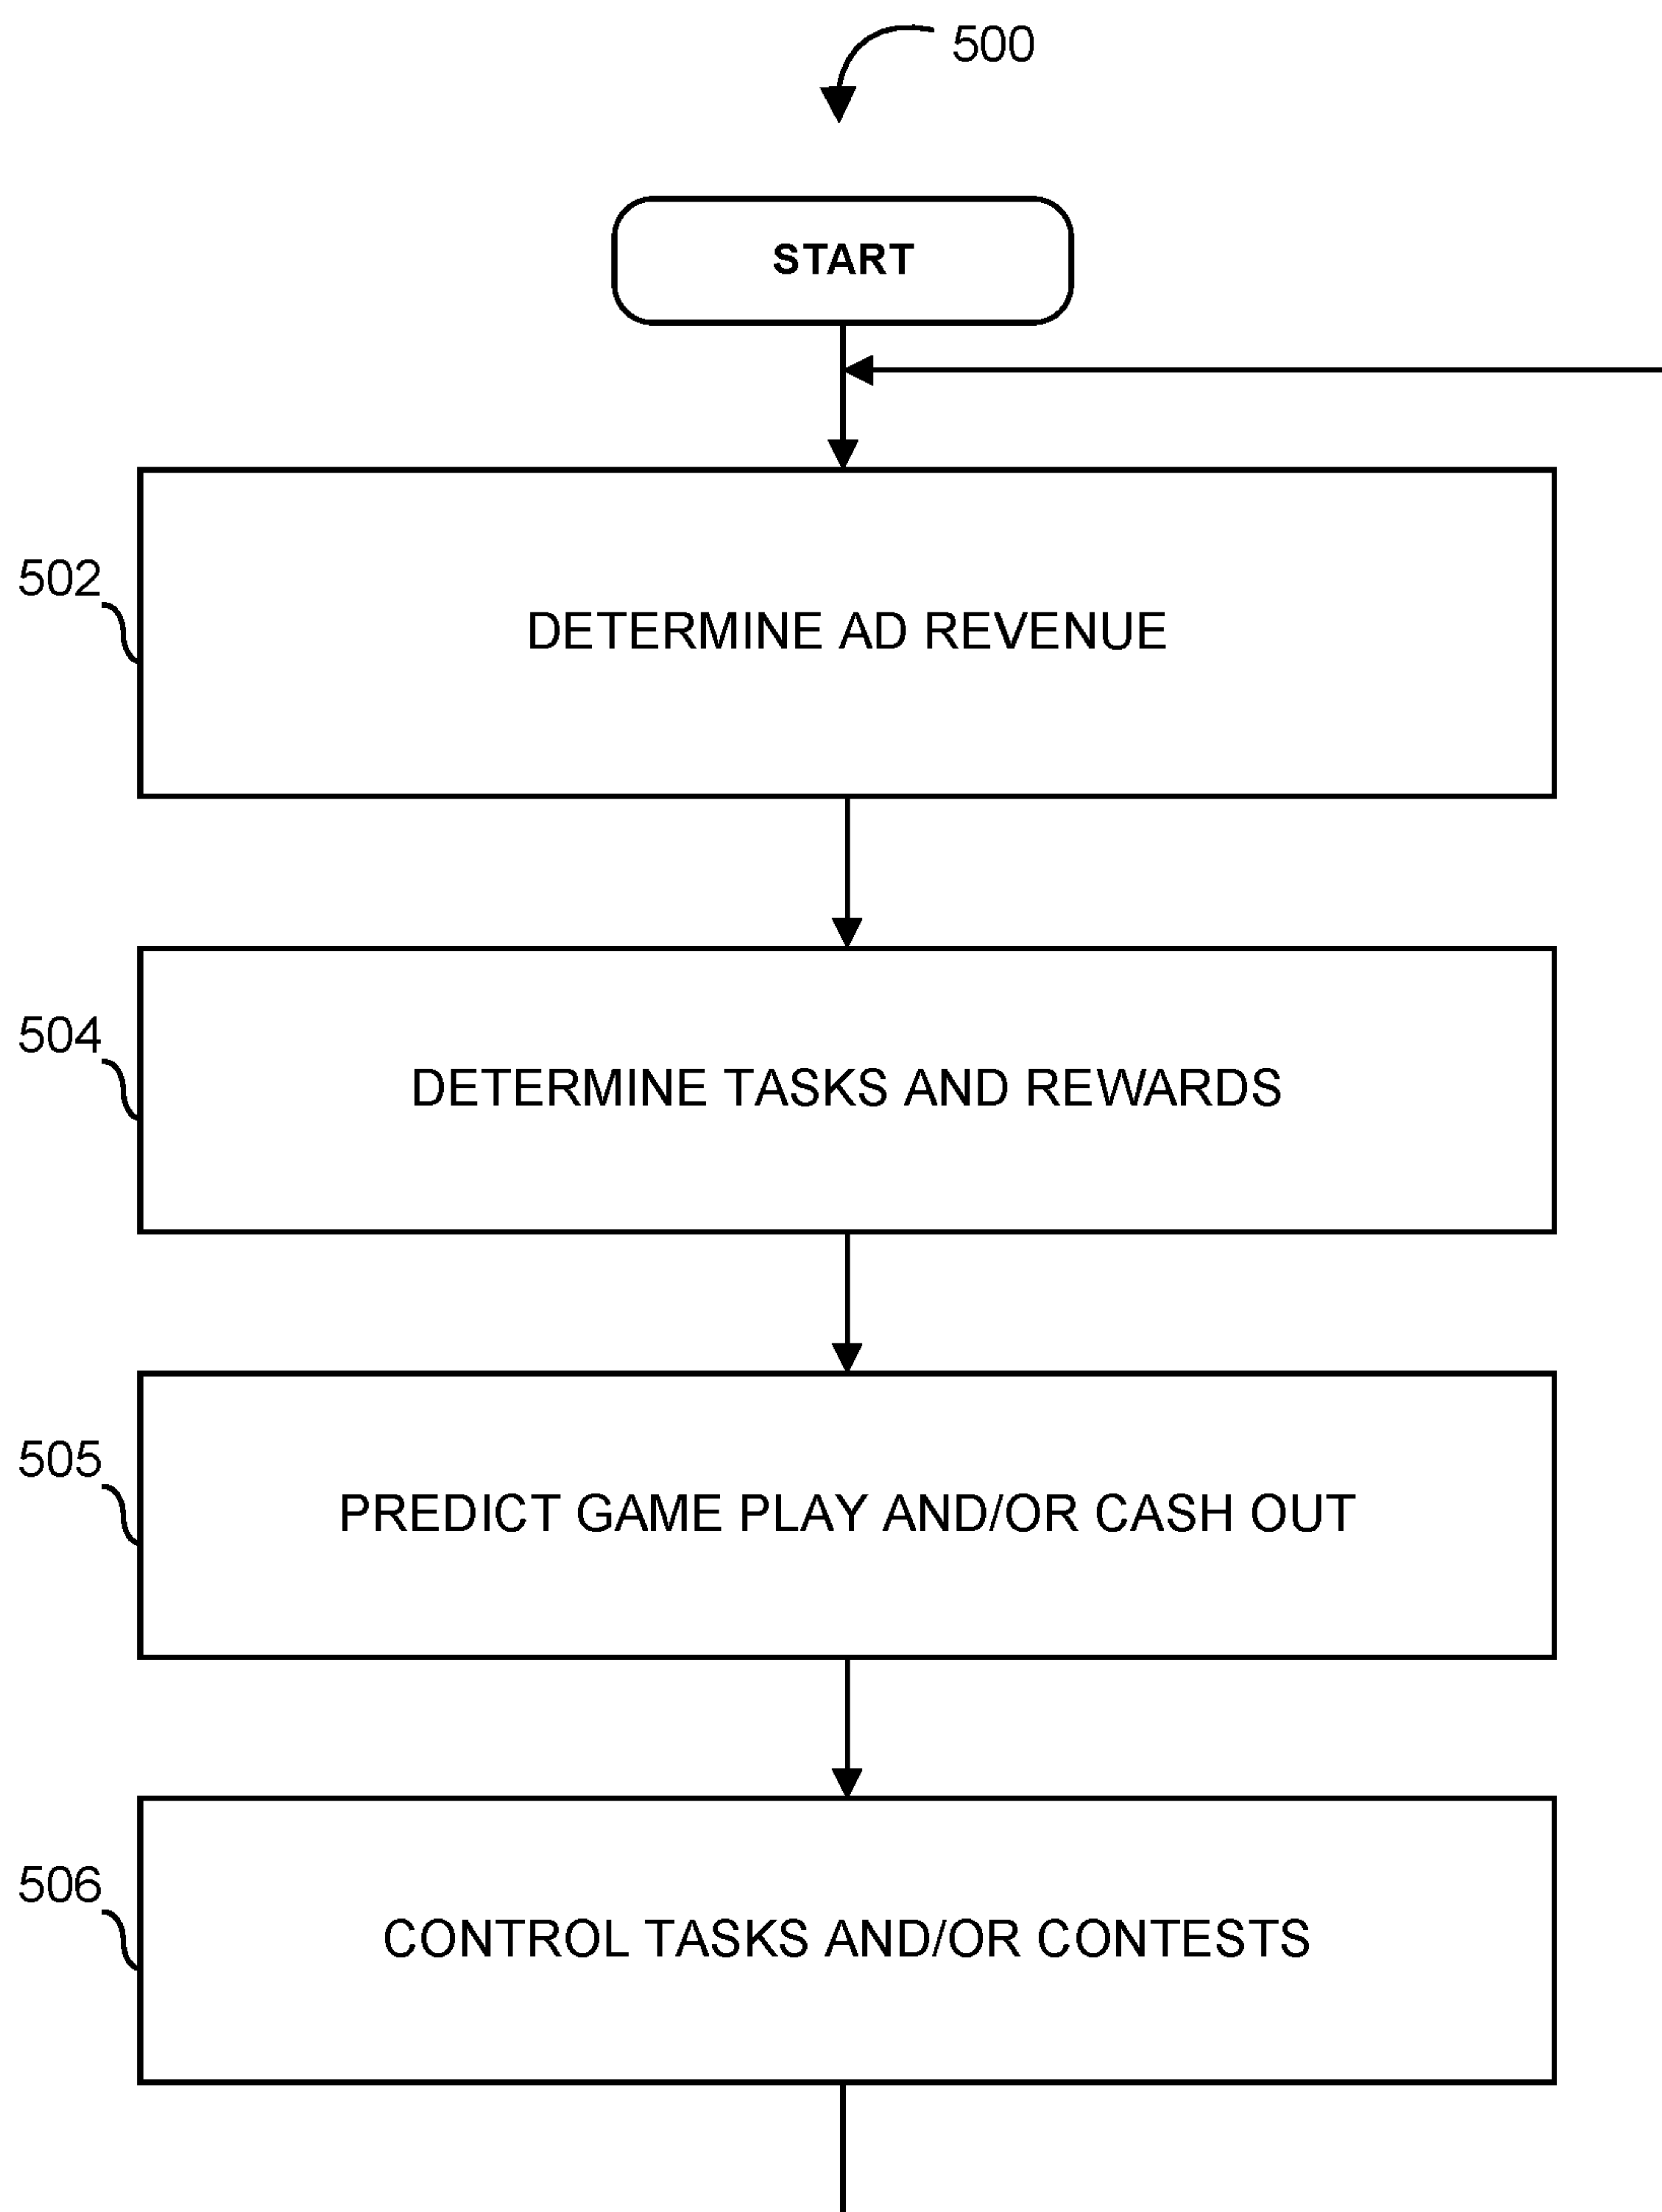 500
START
502
DETERMINE AD REVENUE
504
DETERMINE TASKS AND REWARDS
505
PREDICT GAME PLAY AND/OR CASH OUT
506
CONTROL TASKS AND/OR CONTESTS